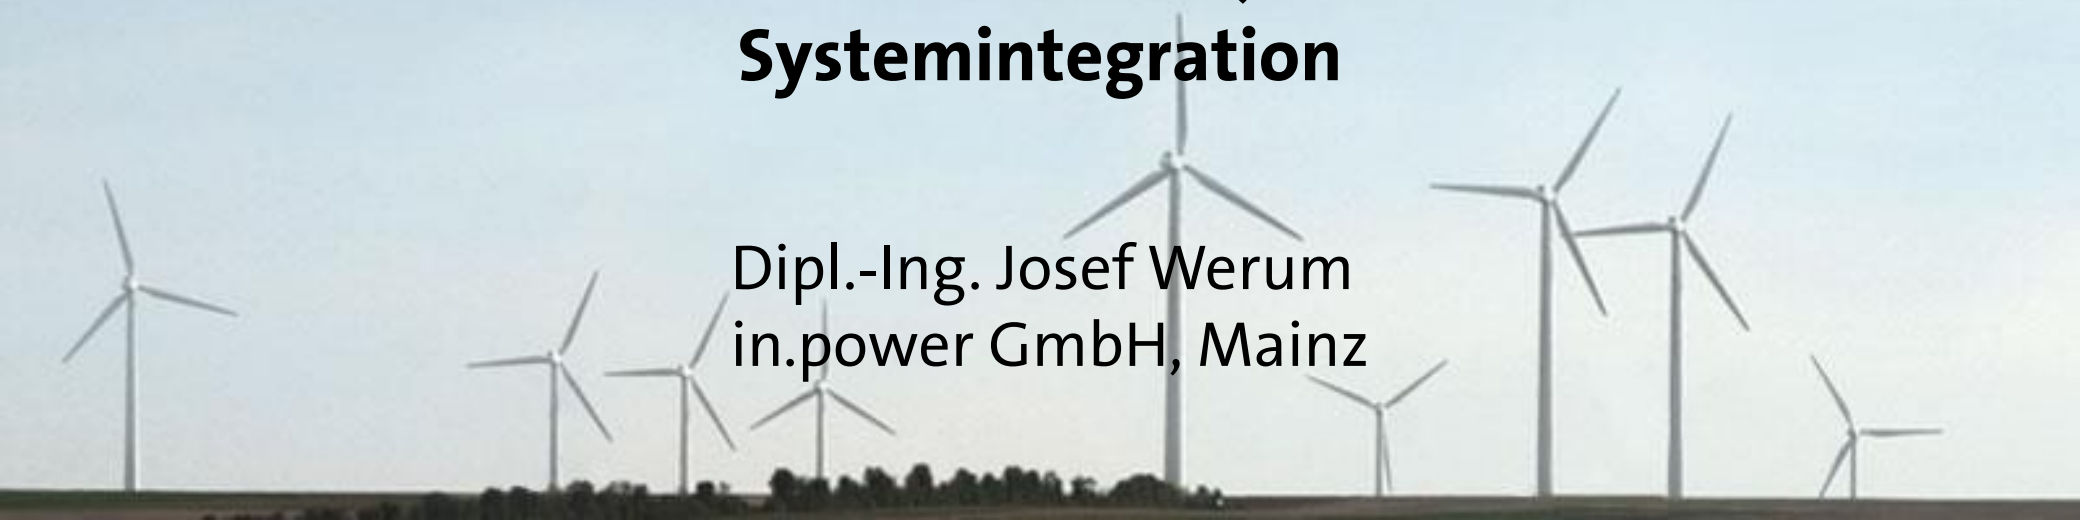 Systemintegration
Dipl.-Ing. Josef Werum
in.power GmbH, Mainz